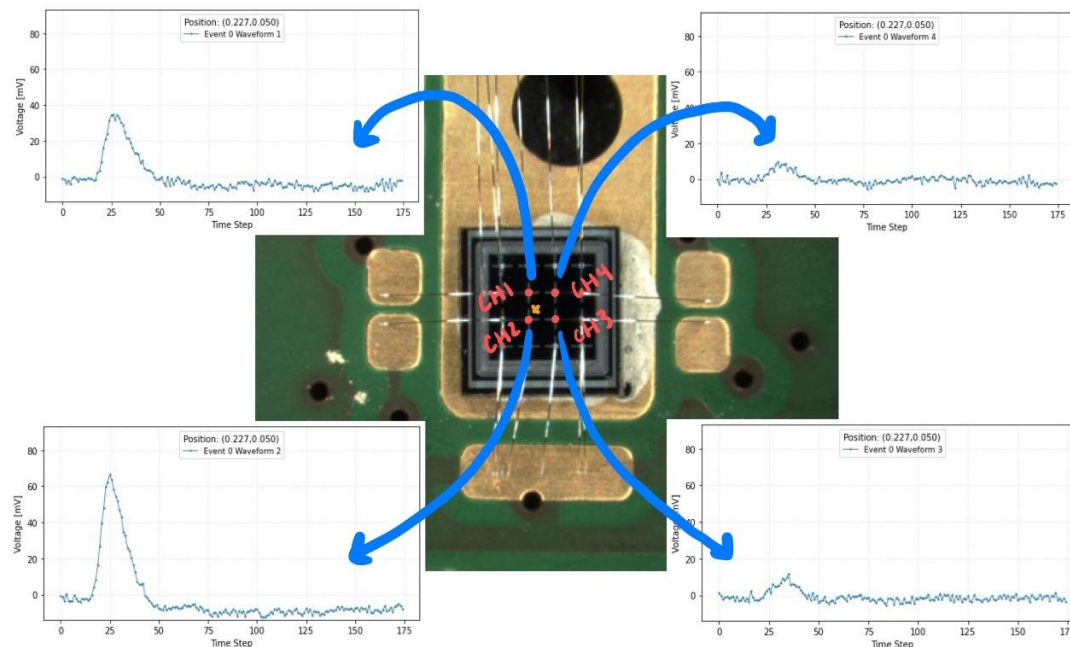 Position: (0.227,0.050)
Event 0 Waveform 1
80
60
40
20
0
Voltage [mV]
0 25 50 75 100 125 150 175
Time Step
Position: (0.227,0.050)
Event 0 Waveform 4
80
60
40
20
0
Voltage [mV]
0 25 50 75 100 125 150 175
Time Step
CH1
CH4
CH2
CH3
Position: (0.227,0.050)
Event 0 Waveform 2
80
60
40
20
0
Voltage [mV]
0 25 50 75 100 125 150 175
Time Step
Position: (0.227,0.050)
Event 0 Waveform 3
80
60
40
20
0
Voltage [mV]
0 25 50 75 100 125 150 175
Time Step